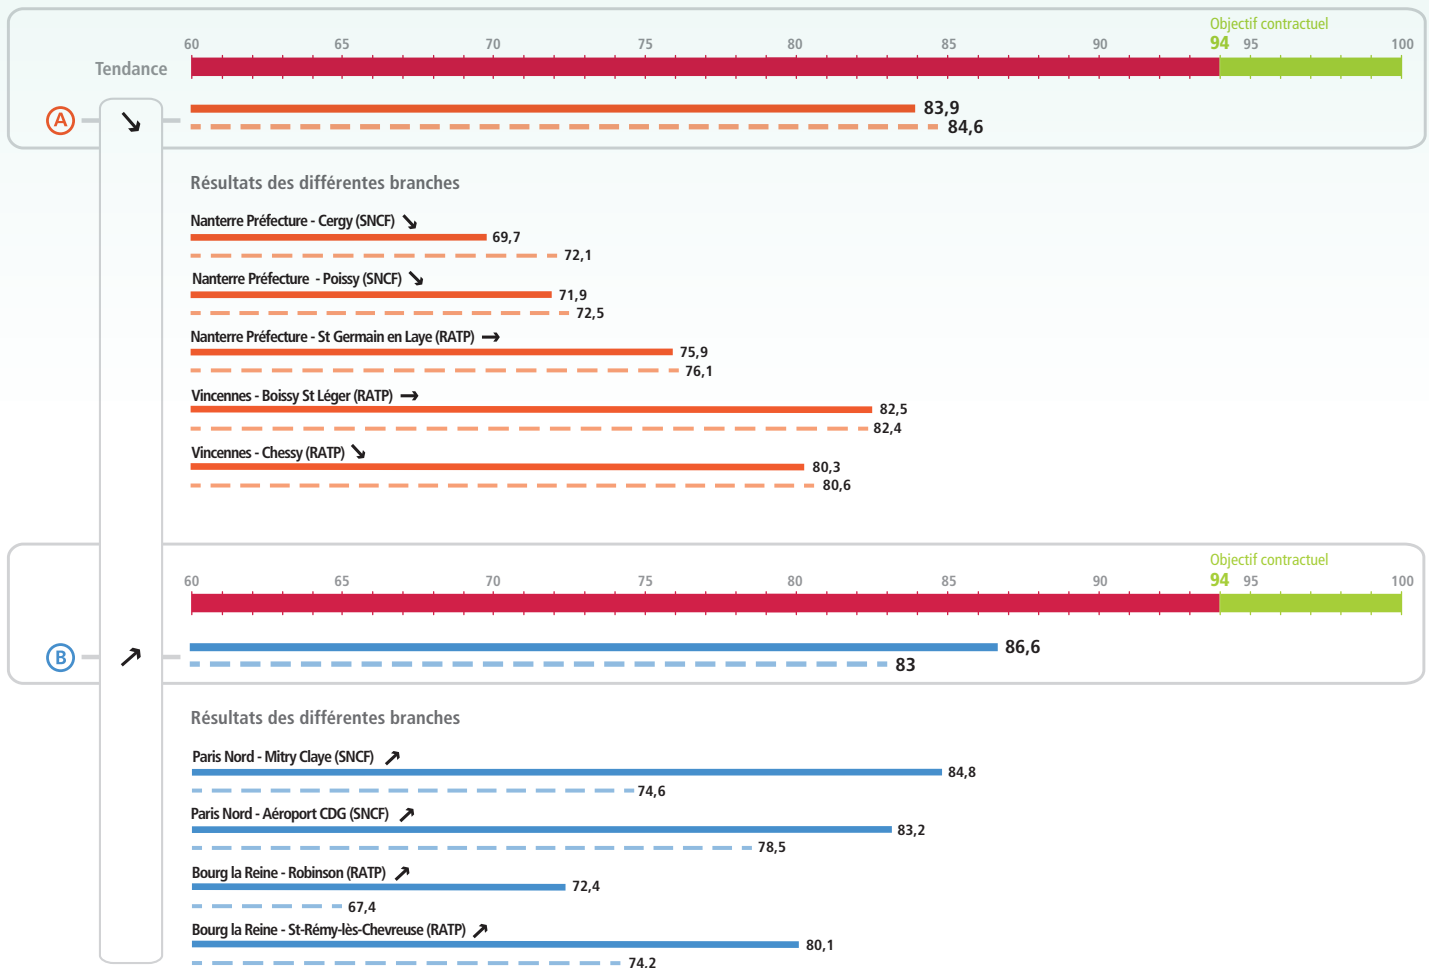 Objectif contractuel
60 65 70 75 80 85 90 94 95 100
Tendance
A
83,9
84,6
Résultats des différentes branches
Nanterre Préfecture - Cergy (SNCF)
69,7
72,1
Nanterre Préfecture - Poissy (SNCF)
71,9
72,5
Nanterre Préfecture - St Germain en Laye (RATP)
75,9
76,1
Vincennes - Boissy St Léger (RATP)
82,5
82,4
Vincennes - Chessy (RATP)
80,3
80,6
Objectif contractuel
60 65 70 75 80 85 90 94 95 100
B
86,6
83
Résultats des différentes branches
Paris Nord - Mitry Claye (SNCF)
84,8
74,6
Paris Nord - Aéroport CDG (SNCF)
83,2
78,5
Bourg la Reine - Robinson (RATP)
72,4
67,4
Bourg la Reine - St-Rémy-lès-Chevreuse (RATP)
80,1
74,2